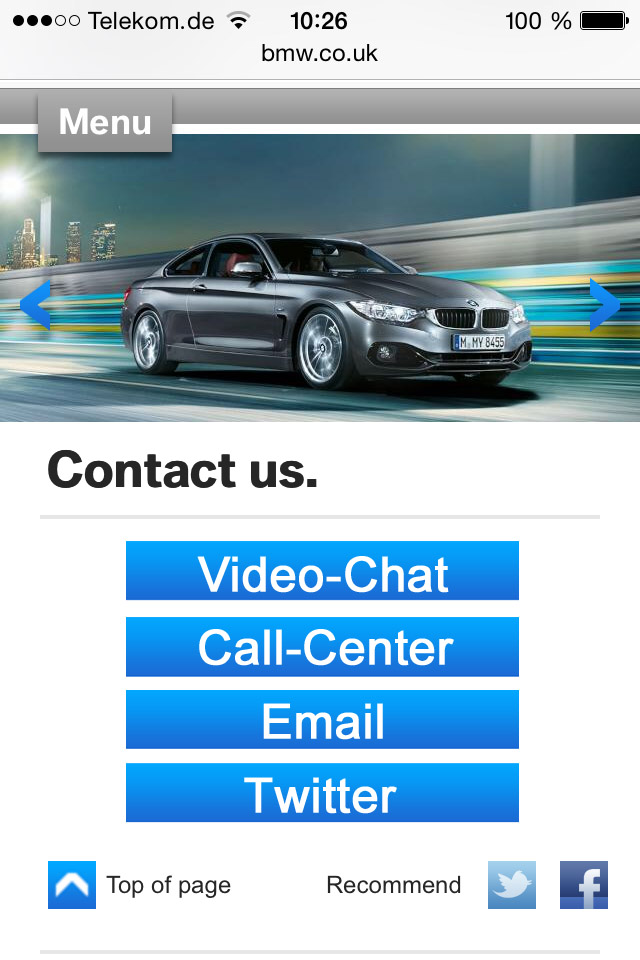 Telekom.de 10:26 100 %
bmw.co.uk
Menu
M MY 8455
Contact us.
Video-Chat
Call-Center
Email
Twitter
Top of page Recommend